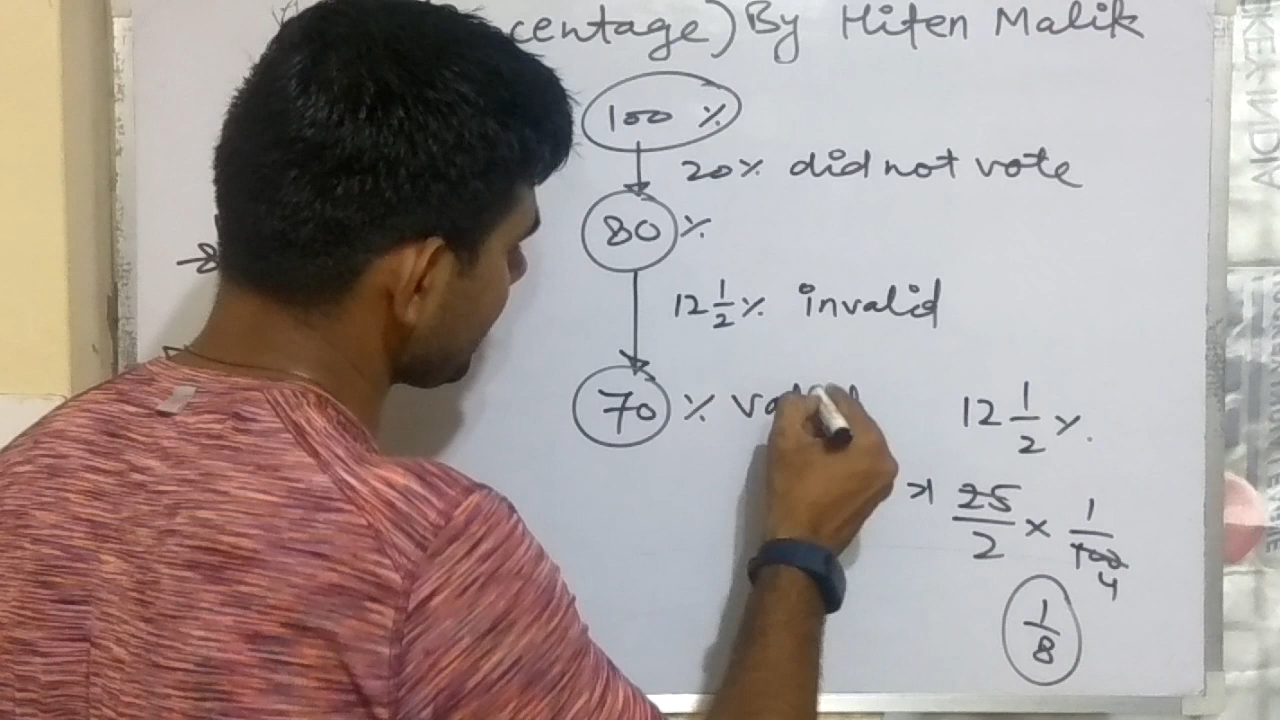 centage) By Hiten Malik
100 %
20% did not vote
80 %
12 1/2 % invalid
70 %
12 1/2 %
25/2 × 1/100
4
1/8